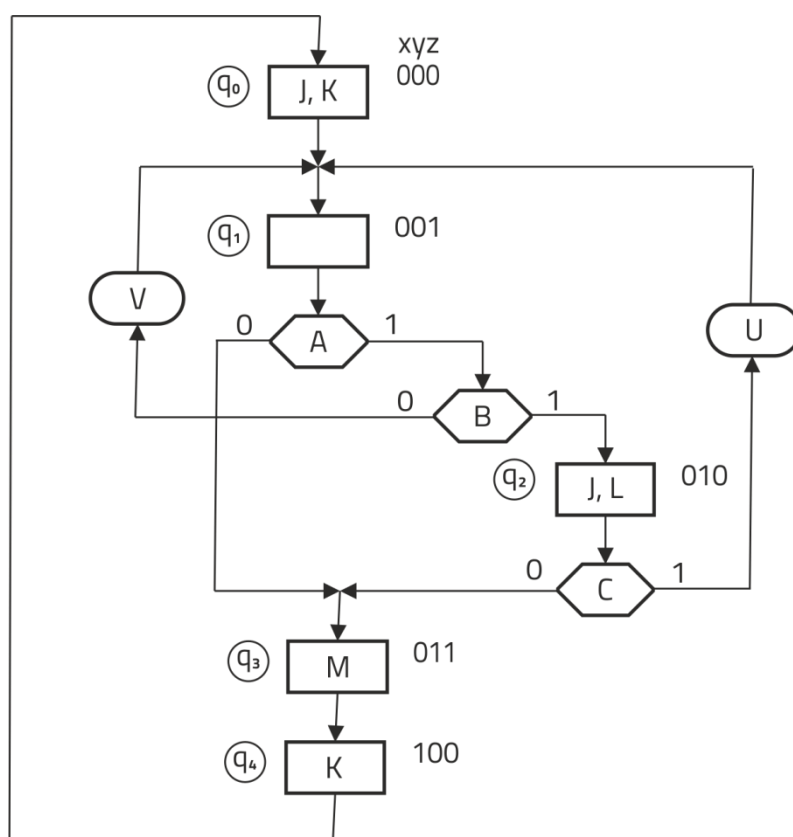 xyz
q₀ J, K 000
q₁ 001
V
0 A 1
U
0 B 1
q₂ J, L 010
0 C 1
q₃ M 011
q₄ K 100